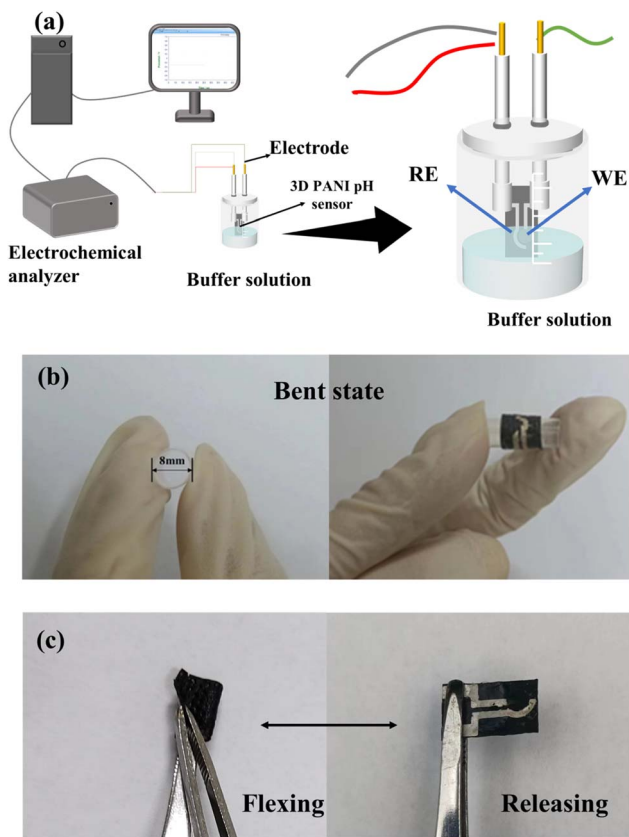 (a)
Electrode
3D PANI pH
sensor
Electrochemical
analyzer
Buffer solution
RE
WE
Buffer solution
(b)
Bent state
8mm
(c)
Flexing
Releasing